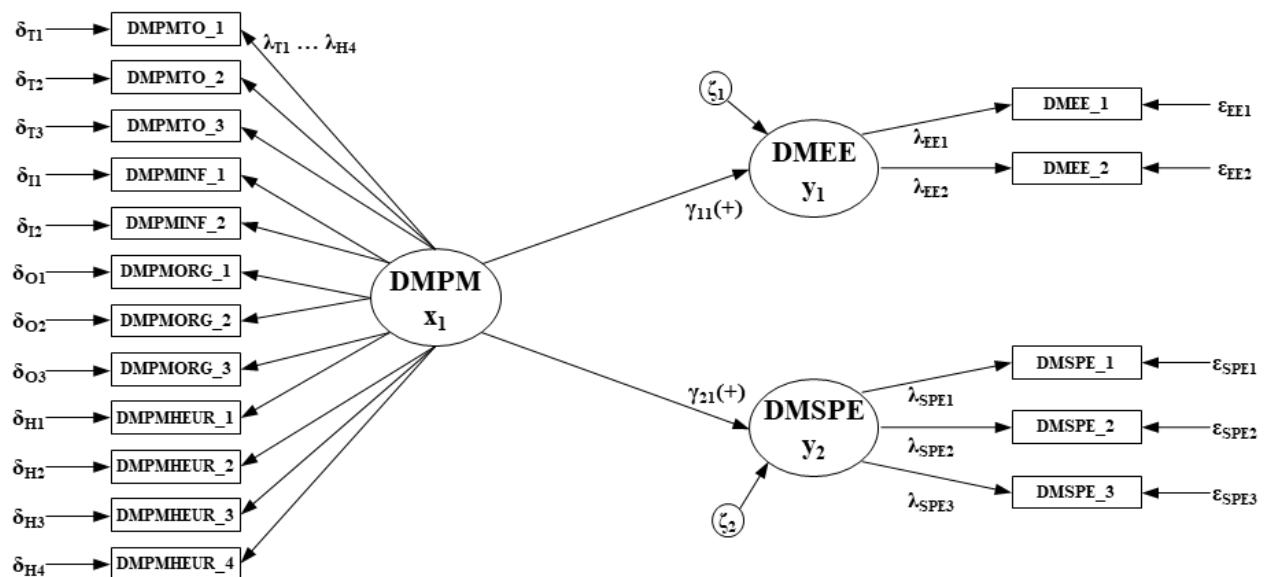 δT1 DMPMTO_1
δT2 DMPMTO_2
δT3 DMPMTO_3
δI1 DMPMINF_1
δI2 DMPMINF_2
δO1 DMPMORG_1
δO2 DMPMORG_2
δO3 DMPMORG_3
δH1 DMPMHEUR_1
δH2 DMPMHEUR_2
δH3 DMPMHEUR_3
δH4 DMPMHEUR_4
λT1 … λH4
DMPM
x1
γ11(+)
γ21(+)
ζ1
DMEE
y1
λEE1
λEE2
DMEE_1 εEE1
DMEE_2 εEE2
DMSPE
y2
ζ2
λSPE1
λSPE2
λSPE3
DMSPE_1 εSPE1
DMSPE_2 εSPE2
DMSPE_3 εSPE3